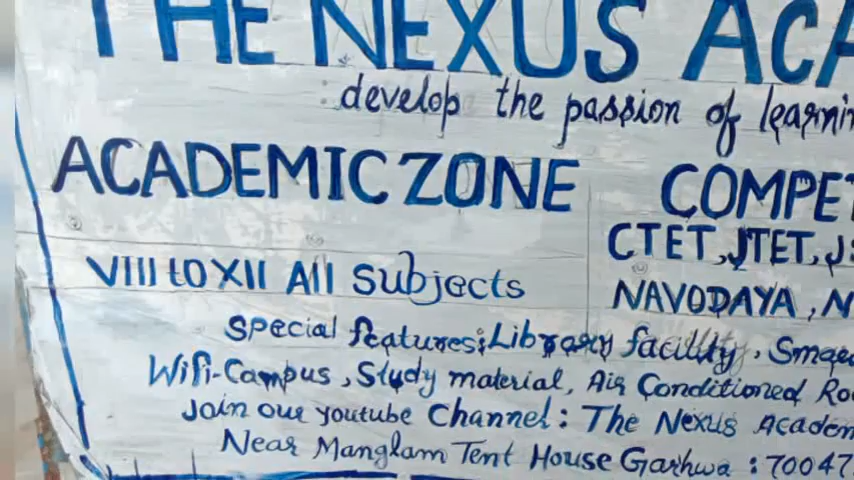 THE NEXUS ACA
develop the passion of learnin
ACADEMIC ZONE
COMPET
CTET, JTET, J
VIII to XII All subjects
NAVODAYA, N
Special features: Library facility, Smar
Wifi-Campus, Study material, Air Conditioned Ro
Join our youtube Channel: The Nexus Academ
Near Manglam Tent House Garhwa : 70047